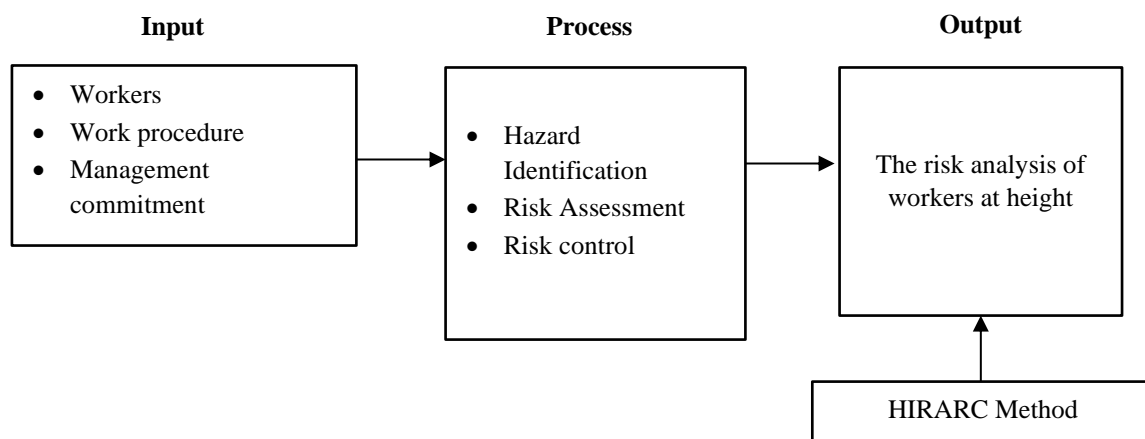 Input
Process
Output
• Workers
• Work procedure
• Management
commitment
• Hazard
Identification
• Risk Assessment
• Risk control
The risk analysis of
workers at height
HIRARC Method